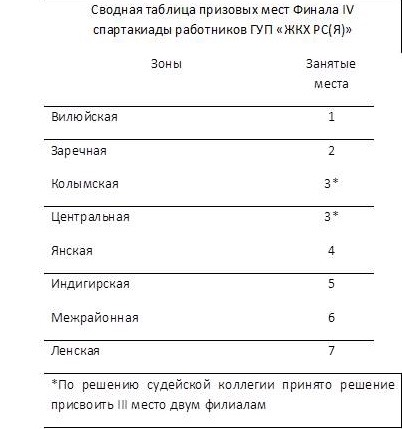 Сводная таблица призовых мест Финала IV
спартакиады работников ГУП «ЖКХ РС(Я)»
Зоны Занятые
места
Вилюйская 1
Заречная 2
Колымская 3*
Центральная 3*
Янская 4
Индигирская 5
Межрайонная 6
Ленская 7
*По решению судейской коллегии принято решение
присвоить III место двум филиалам